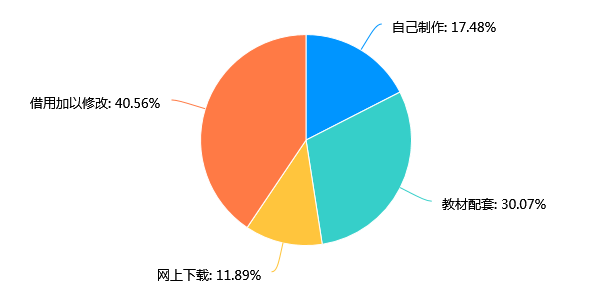 自己制作: 17.48%
借用加以修改: 40.56%
教材配套: 30.07%
网上下载: 11.89%